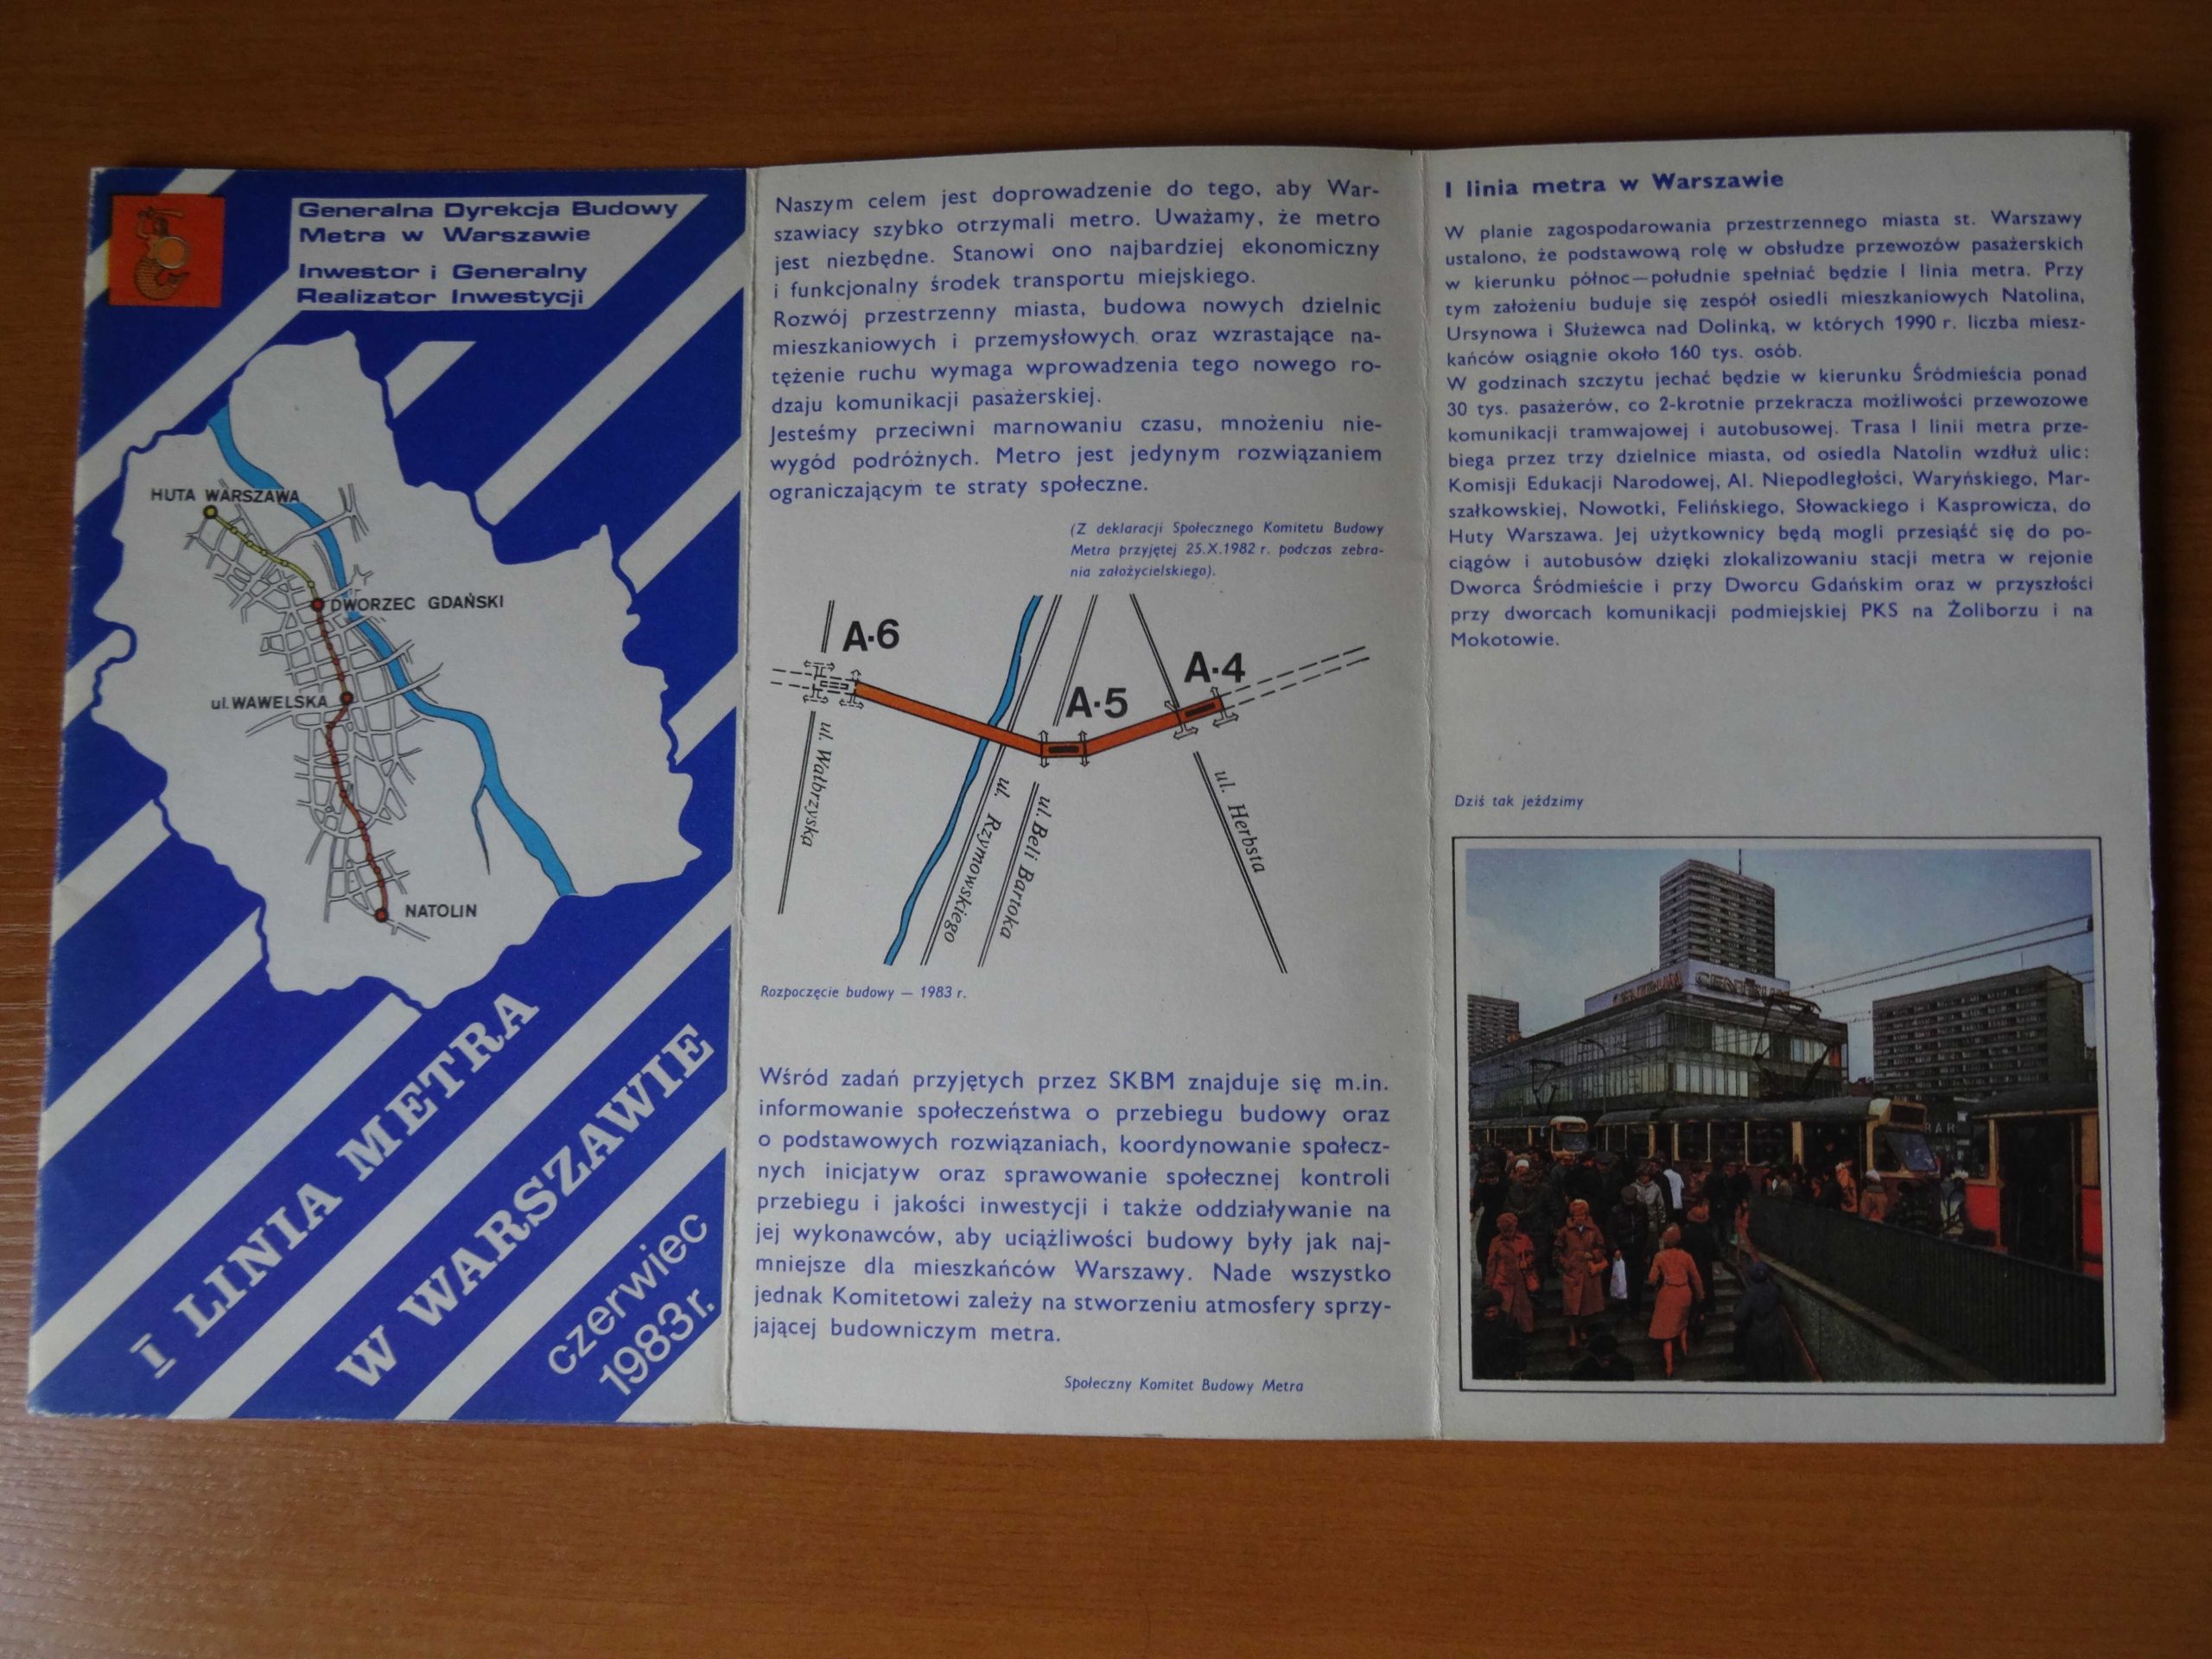 Generalna Dyrekcja Budowy
Metra w Warszawie
Inwestor i Generalny
Realizator Inwestycji
HUTA WARSZAWA
DWORZEC GDAŃSKI
ul. WAWELSKA
NATOLIN
I LINIA METRA
W WARSZAWIE
czerwiec
1983 r.
Naszym celem jest doprowadzenie do tego, aby War-
szawiacy szybko otrzymali metro. Uważamy, że metro
jest niezbędne. Stanowi ono najbardziej ekonomiczny
i funkcjonalny środek transportu miejskiego.
Rozwój przestrzenny miasta, budowa nowych dzielnic
mieszkaniowych i przemysłowych oraz wzrastające na-
tężenie ruchu wymaga wprowadzenia tego nowego ro-
dzaju komunikacji pasażerskiej.
Jesteśmy przeciwni marnowaniu czasu, mnożeniu nie-
wygód podróżnych. Metro jest jedynym rozwiązaniem
ograniczającym te straty społeczne.
(Z deklaracji Społecznego Komitetu Budowy
Metra przyjętej 25.X.1982 r. podczas zebra-
nia założycielskiego).
A·6
A·5
A·4
ul. Wałbrzyska
ul. Rzymowskiego
ul. Beli Bartoka
ul. Herbsta
Rozpoczęcie budowy — 1983 r.
Wśród zadań przyjętych przez SKBM znajduje się m.in.
informowanie społeczeństwa o przebiegu budowy oraz
o podstawowych rozwiązaniach, koordynowanie społecz-
nych inicjatyw oraz sprawowanie społecznej kontroli
przebiegu i jakości inwestycji i także oddziaływanie na
jej wykonawców, aby uciążliwości budowy były jak naj-
mniejsze dla mieszkańców Warszawy. Nade wszystko
jednak Komitetowi zależy na stworzeniu atmosfery sprzy-
jającej budowniczym metra.
Społeczny Komitet Budowy Metra
I linia metra w Warszawie
W planie zagospodarowania przestrzennego miasta st. Warszawy
ustalono, że podstawową rolę w obsłudze przewozów pasażerskich
w kierunku północ—południe spełniać będzie I linia metra. Przy
tym założeniu buduje się zespół osiedli mieszkaniowych Natolina,
Ursynowa i Służewca nad Dolinką, w których 1990 r. liczba miesz-
kańców osiągnie około 160 tys. osób.
W godzinach szczytu jechać będzie w kierunku Śródmieścia ponad
30 tys. pasażerów, co 2-krotnie przekracza możliwości przewozowe
komunikacji tramwajowej i autobusowej. Trasa I linii metra prze-
biega przez trzy dzielnice miasta, od osiedla Natolin wzdłuż ulic:
Komisji Edukacji Narodowej, Al. Niepodległości, Waryńskiego, Mar-
szałkowskiej, Nowotki, Felińskiego, Słowackiego i Kasprowicza, do
Huty Warszawa. Jej użytkownicy będą mogli przesiąść się do po-
ciągów i autobusów dzięki zlokalizowaniu stacji metra w rejonie
Dworca Śródmieście i przy Dworcu Gdańskim oraz w przyszłości
przy dworcach komunikacji podmiejskiej PKS na Żoliborzu i na
Mokotowie.
Dziś tak jeździmy
CENTRUM CENTRUM
BAR